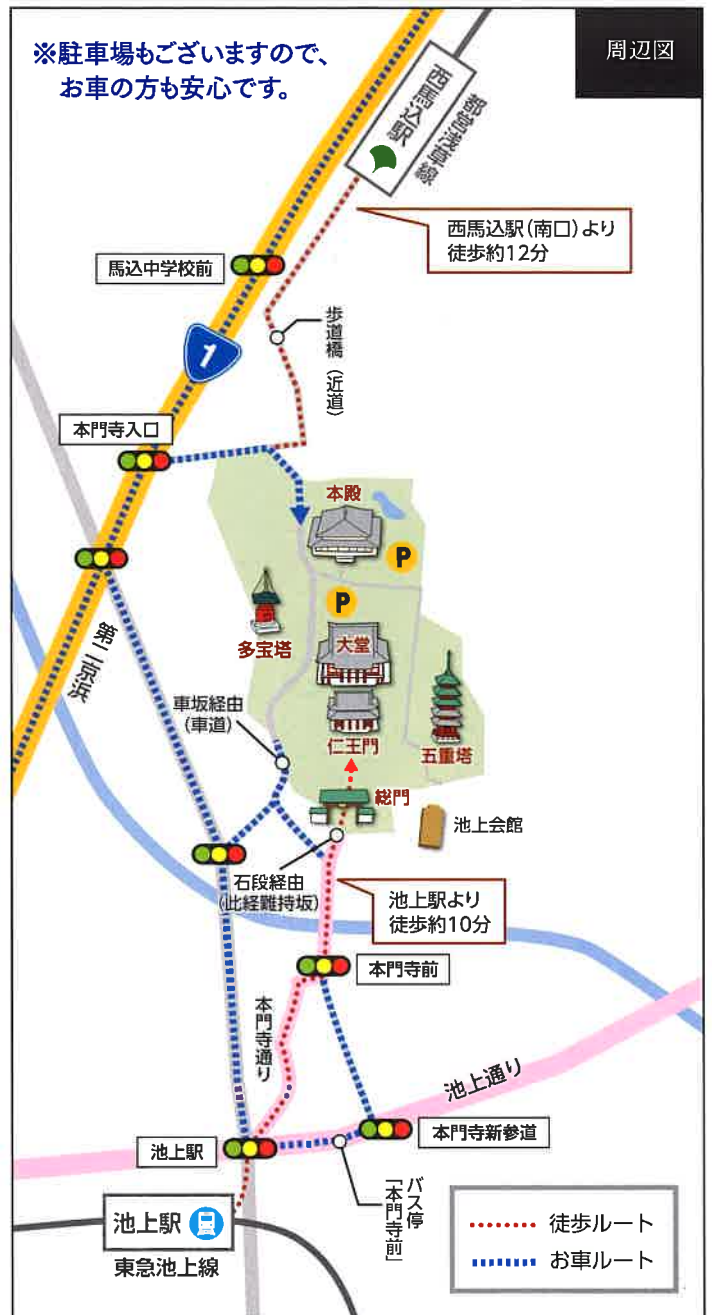 ※駐車場もございますので、
お車の方も安心です。
周辺図
西馬込駅
都営浅草線
西馬込駅(南口)より
徒歩約12分
馬込中学校前
歩道橋(近道)
1
本門寺入口
本殿
P
P
第二京浜
多宝塔
大堂
車坂経由
(車道)
仁王門
五重塔
総門
池上会館
石段経由
(此経難持坂)
池上駅より
徒歩約10分
本門寺前
本門寺通り
池上通り
池上駅
本門寺新参道
バス停
「本門寺前」
池上駅
東急池上線
徒歩ルート
お車ルート